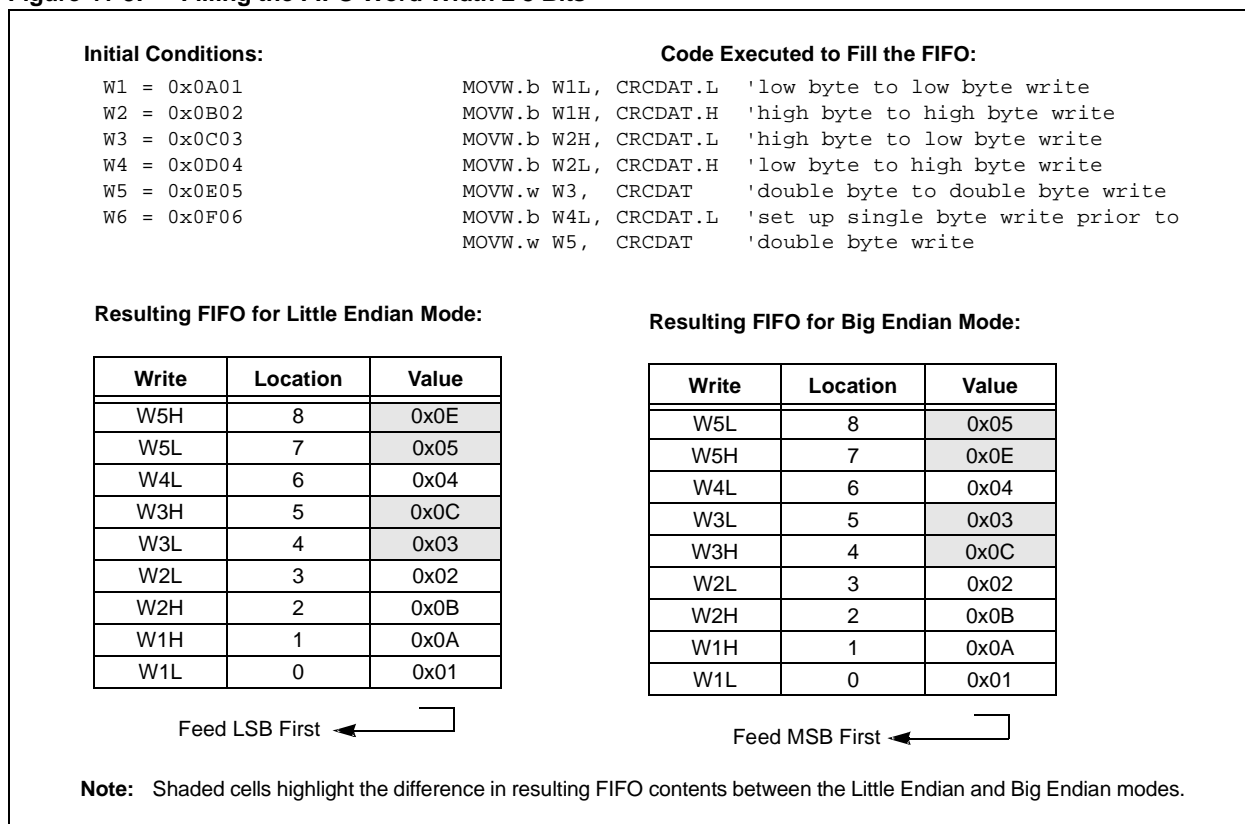 Initial Conditions:
W1 = 0x0A01
W2 = 0x0B02
W3 = 0x0C03
W4 = 0x0D04
W5 = 0x0E05
W6 = 0x0F06
Code Executed to Fill the FIFO:
MOVW.b W1L, CRCDAT.L 'low byte to low byte write
MOVW.b W1H, CRCDAT.H 'high byte to high byte write
MOVW.b W2H, CRCDAT.L 'high byte to low byte write
MOVW.b W2L, CRCDAT.H 'low byte to high byte write
MOVW.w W3, CRCDAT 'double byte to double byte write
MOVW.b W4L, CRCDAT.L 'set up single byte write prior to
MOVW.w W5, CRCDAT 'double byte write
Resulting FIFO for Little Endian Mode:
Write Location Value
W5H 8 0x0E
W5L 7 0x05
W4L 6 0x04
W3H 5 0x0C
W3L 4 0x03
W2L 3 0x02
W2H 2 0x0B
W1H 1 0x0A
W1L 0 0x01
Feed LSB First
Resulting FIFO for Big Endian Mode:
Write Location Value
W5L 8 0x05
W5H 7 0x0E
W4L 6 0x04
W3L 5 0x03
W3H 4 0x0C
W2L 3 0x02
W2H 2 0x0B
W1H 1 0x0A
W1L 0 0x01
Feed MSB First
Note: Shaded cells highlight the difference in resulting FIFO contents between the Little Endian and Big Endian modes.